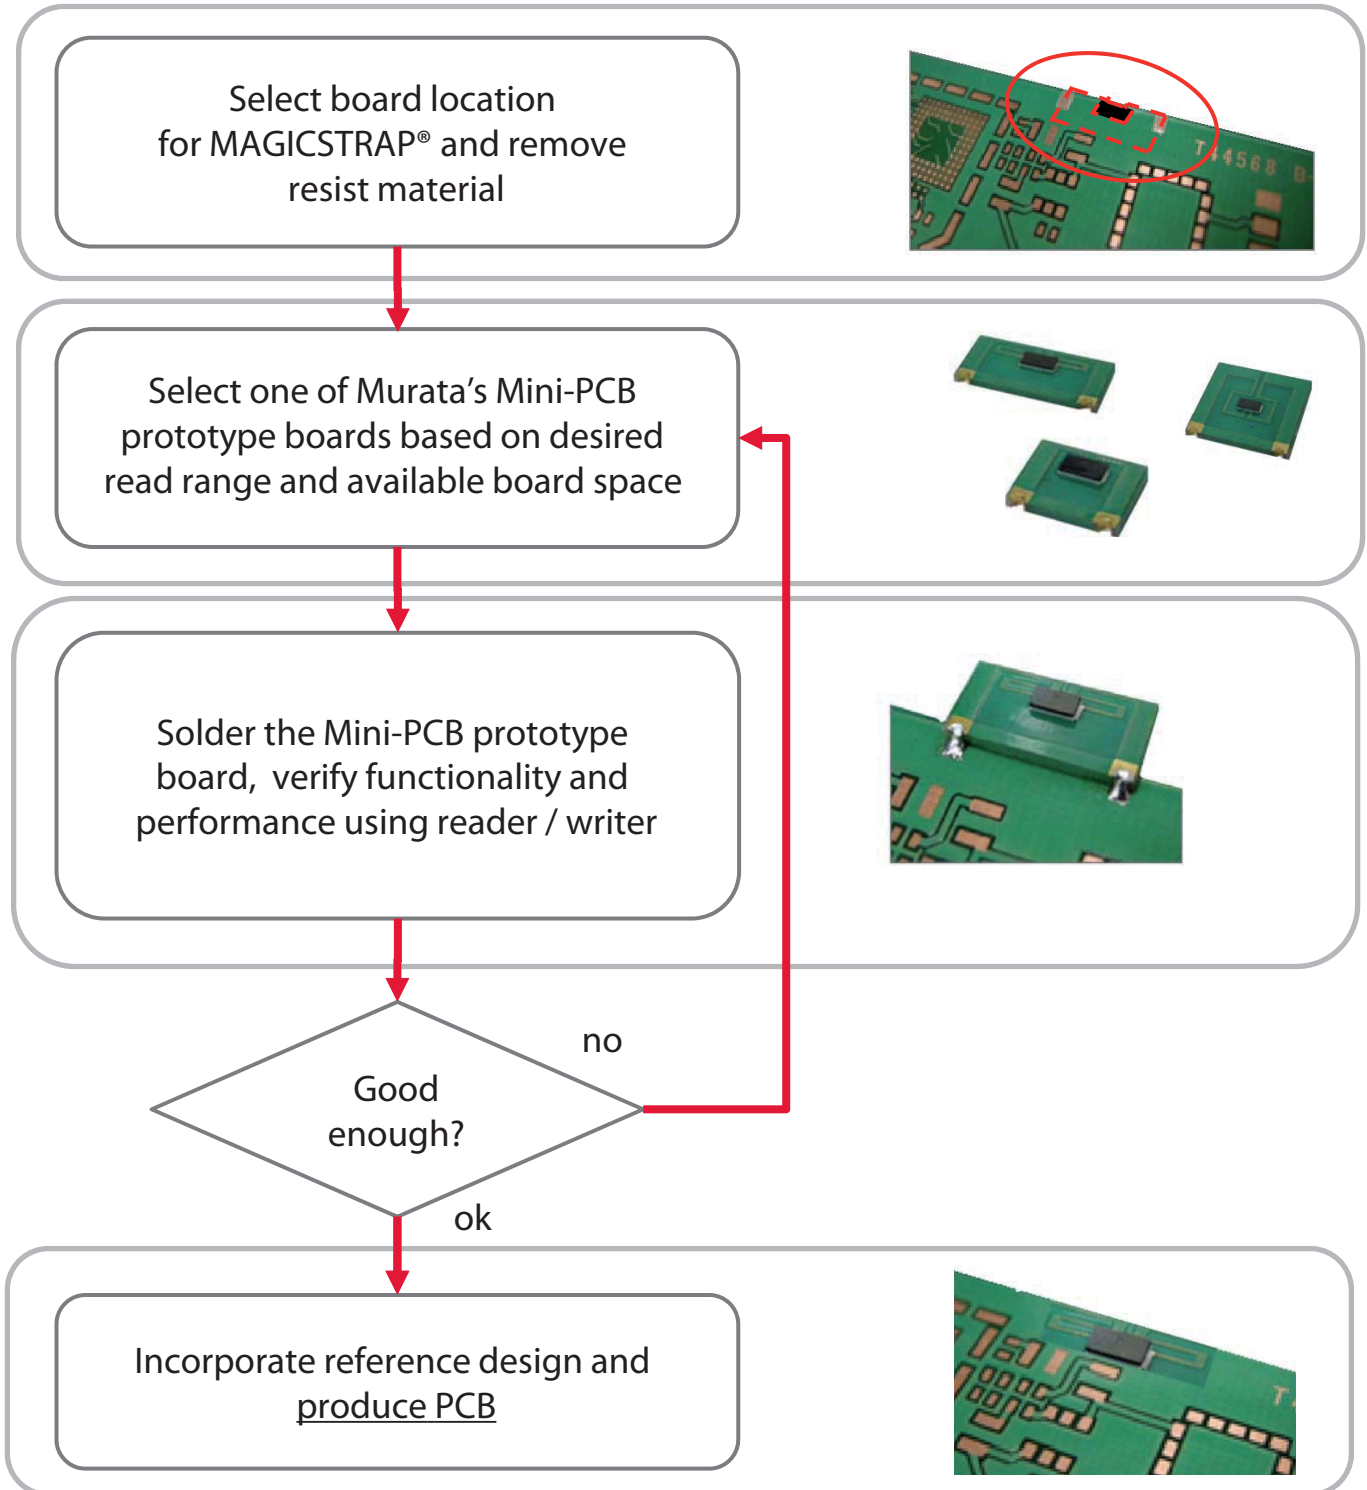 Select board location
for MAGICSTRAP® and remove
resist material
T44568 B
Select one of Murata's Mini-PCB
prototype boards based on desired
read range and available board space
Solder the Mini-PCB prototype
board,  verify functionality and
performance using reader / writer
no
Good
enough?
ok
Incorporate reference design and
produce PCB